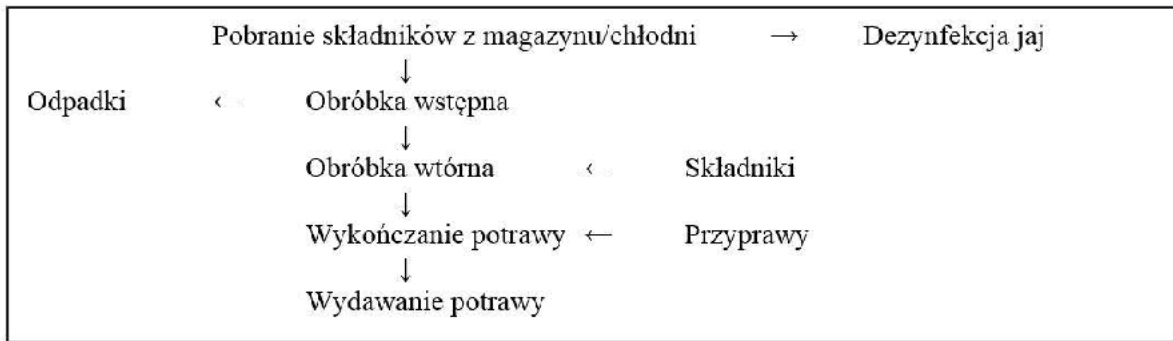 Pobranie składników z magazynu/chłodni → Dezynfekcja jaj
↓
Odpadki ← Obróbka wstępna
↓
Obróbka wtórna ← Składniki
↓
Wykończanie potrawy ← Przyprawy
↓
Wydawanie potrawy